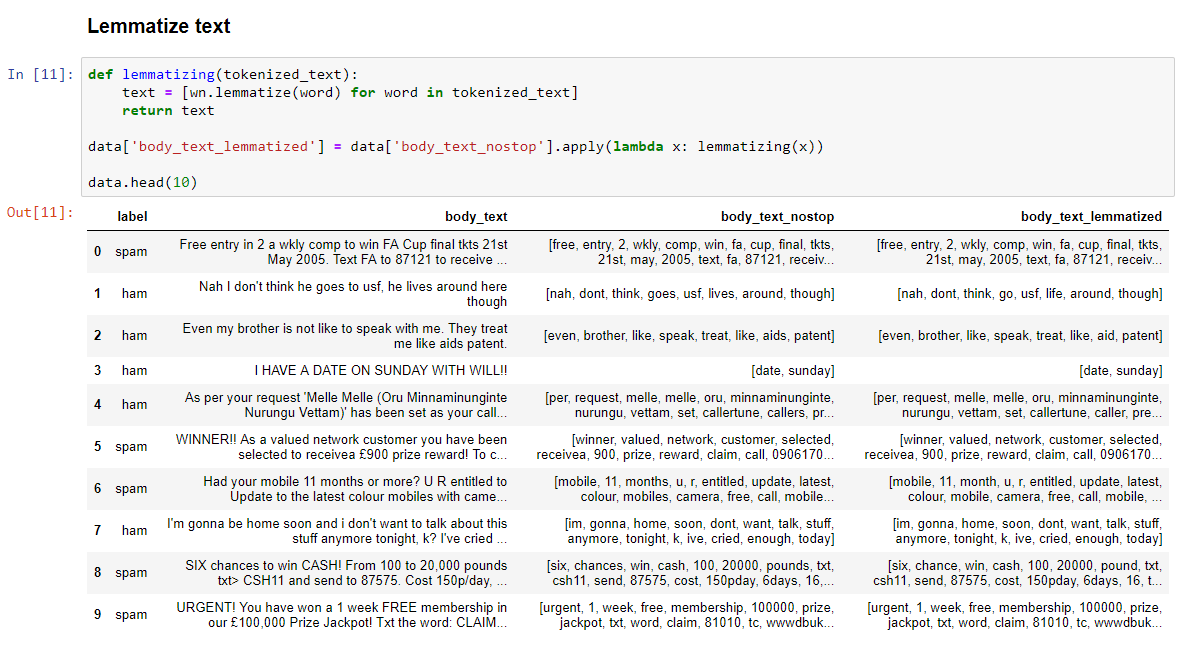 Lemmatize text
In [11]:
def lemmatizing(tokenized_text):
    text = [wn.lemmatize(word) for word in tokenized_text]
    return text
data['body_text_lemmatized'] = data['body_text_nostop'].apply(lambda x: lemmatizing(x))
data.head(10)
Out[11]:
label body_text body_text_nostop body_text_lemmatized
0 spam Free entry in 2 a wkly comp to win FA Cup final tkts 21st [free, entry, 2, wkly, comp, win, fa, cup, final, tkts, [free, entry, 2, wkly, comp, win, fa, cup, final, tkts,
May 2005. Text FA to 87121 to receive ... 21st, may, 2005, text, fa, 87121, receiv... 21st, may, 2005, text, fa, 87121, receiv...
1 ham Nah I don't think he goes to usf, he lives around here [nah, dont, think, goes, usf, lives, around, though] [nah, dont, think, go, usf, life, around, though]
though
2 ham Even my brother is not like to speak with me. They treat [even, brother, like, speak, treat, like, aids, patent] [even, brother, like, speak, treat, like, aid, patent]
me like aids patent.
3 ham I HAVE A DATE ON SUNDAY WITH WILL!! [date, sunday] [date, sunday]
4 ham As per your request 'Melle Melle (Oru Minnaminunginte [per, request, melle, melle, oru, minnaminunginte, [per, request, melle, melle, oru, minnaminunginte,
Nurungu Vettam)' has been set as your call... nurungu, vettam, set, callertune, callers, pr... nurungu, vettam, set, callertune, caller, pre...
5 spam WINNER!! As a valued network customer you have been [winner, valued, network, customer, selected, [winner, valued, network, customer, selected,
selected to receivea £900 prize reward! To c... receivea, 900, prize, reward, claim, call, 0906170... receivea, 900, prize, reward, claim, call, 0906170...
6 spam Had your mobile 11 months or more? U R entitled to [mobile, 11, months, u, r, entitled, update, latest, [mobile, 11, month, u, r, entitled, update, latest,
Update to the latest colour mobiles with came... colour, mobiles, camera, free, call, mobile... colour, mobile, camera, free, call, mobile, ...
7 ham I'm gonna be home soon and i don't want to talk about this [im, gonna, home, soon, dont, want, talk, stuff, [im, gonna, home, soon, dont, want, talk, stuff,
stuff anymore tonight, k? I've cried ... anymore, tonight, k, ive, cried, enough, today] anymore, tonight, k, ive, cried, enough, today]
8 spam SIX chances to win CASH! From 100 to 20,000 pounds [six, chances, win, cash, 100, 20000, pounds, txt, [six, chance, win, cash, 100, 20000, pound, txt,
txt> CSH11 and send to 87575. Cost 150p/day, ... csh11, send, 87575, cost, 150pday, 6days, 16,... csh11, send, 87575, cost, 150pday, 6days, 16, t...
9 spam URGENT! You have won a 1 week FREE membership in [urgent, 1, week, free, membership, 100000, prize, [urgent, 1, week, free, membership, 100000, prize,
our £100,000 Prize Jackpot! Txt the word: CLAIM... jackpot, txt, word, claim, 81010, tc, wwwdbuk... jackpot, txt, word, claim, 81010, tc, wwwdbuk...